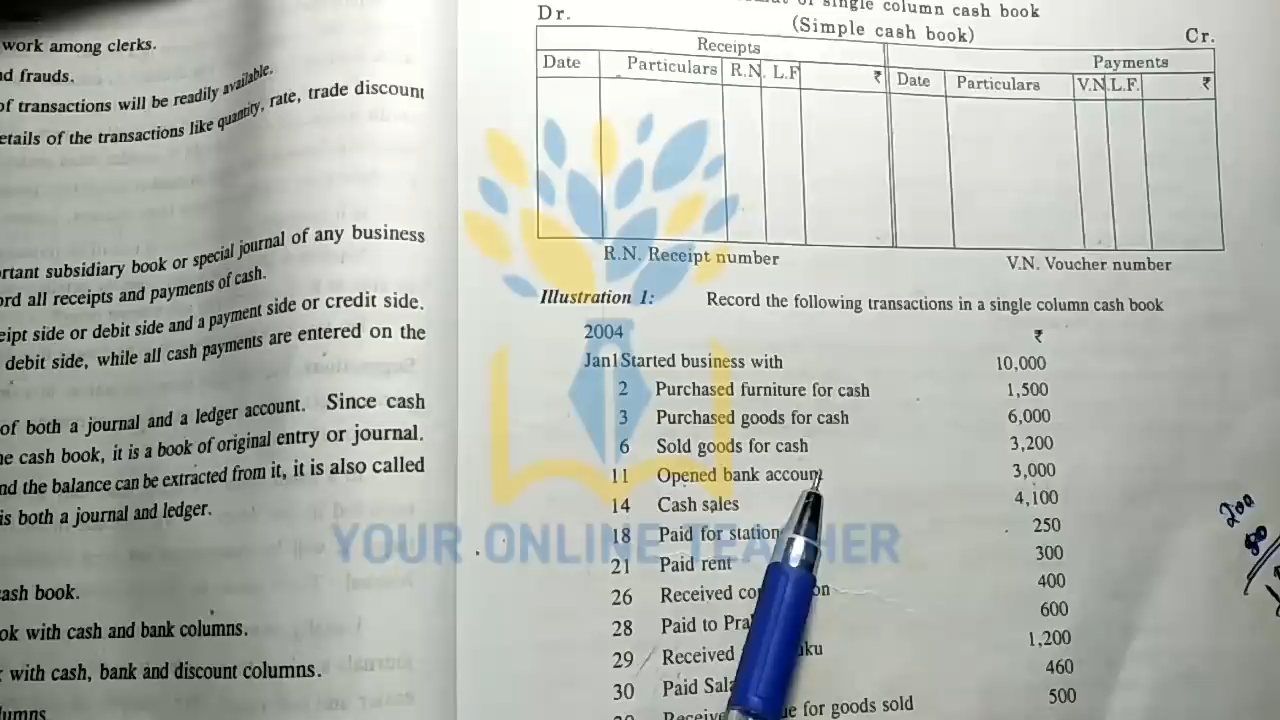 work among clerks.
d frauds.
of transactions will be readily available.
etails of the transactions like quantity, rate, trade discount
rtant subsidiary book or special journal of any business
ord all receipts and payments of cash.
eipt side or debit side and a payment side or credit side.
debit side, while all cash payments are entered on the
of both a journal and a ledger account. Since cash
he cash book, it is a book of original entry or journal.
nd the balance can be extracted from it, it is also called
is both a journal and ledger.
ash book.
ok with cash and bank columns.
with cash, bank and discount columns.
lumns
single column cash book
Dr. (Simple cash book) Cr.
Receipts Payments
Date Particulars R.N. L.F ₹ Date Particulars V.N. L.F. ₹
R.N. Receipt number V.N. Voucher number
Illustration 1: Record the following transactions in a single column cash book
2004 ₹
Jan1 Started business with 10,000
2 Purchased furniture for cash 1,500
3 Purchased goods for cash 6,000
6 Sold goods for cash 3,200
11 Opened bank account 3,000
14 Cash sales 4,100
18 Paid for station 250
21 Paid rent 300
26 Received co on 400
28 Paid to Pra 600
29 Received uku 1,200
30 Paid Sala 460
Receive e for goods sold 500
YOUR ONLINE TEACHER
200